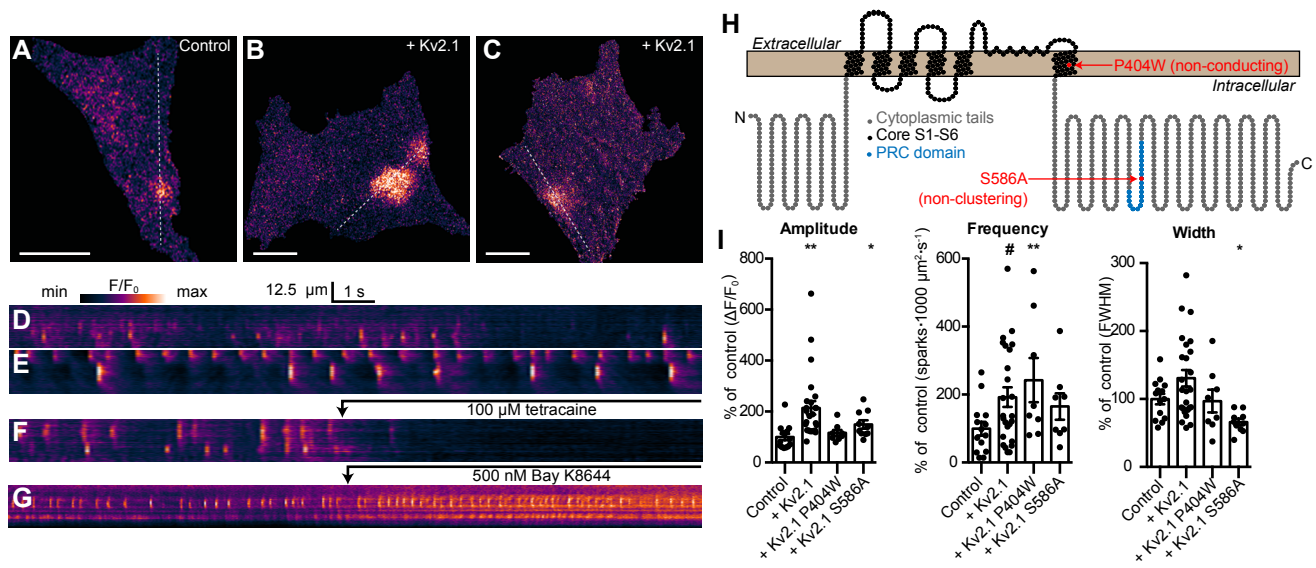 A
Control
B
+ Kv2.1
C
+ Kv2.1
min
F/F₀
max
12.5 µm
1 s
D
E
100 µM tetracaine
F
500 nM Bay K8644
G
H
Extracellular
P404W (non-conducting)
Intracellular
N
Cytoplasmic tails
Core S1-S6
PRC domain
S586A
(non-clustering)
C
I
Amplitude
% of control (ΔF/F₀)
800
600
400
200
0
**
*
Control
+ Kv2.1
+ Kv2.1 P404W
+ Kv2.1 S586A
Frequency
% of control (sparks·1000 µm²·s⁻¹)
800
600
400
200
0
#
**
Control
+ Kv2.1
+ Kv2.1 P404W
+ Kv2.1 S586A
Width
% of control (FWHM)
300
200
100
0
*
Control
+ Kv2.1
+ Kv2.1 P404W
+ Kv2.1 S586A